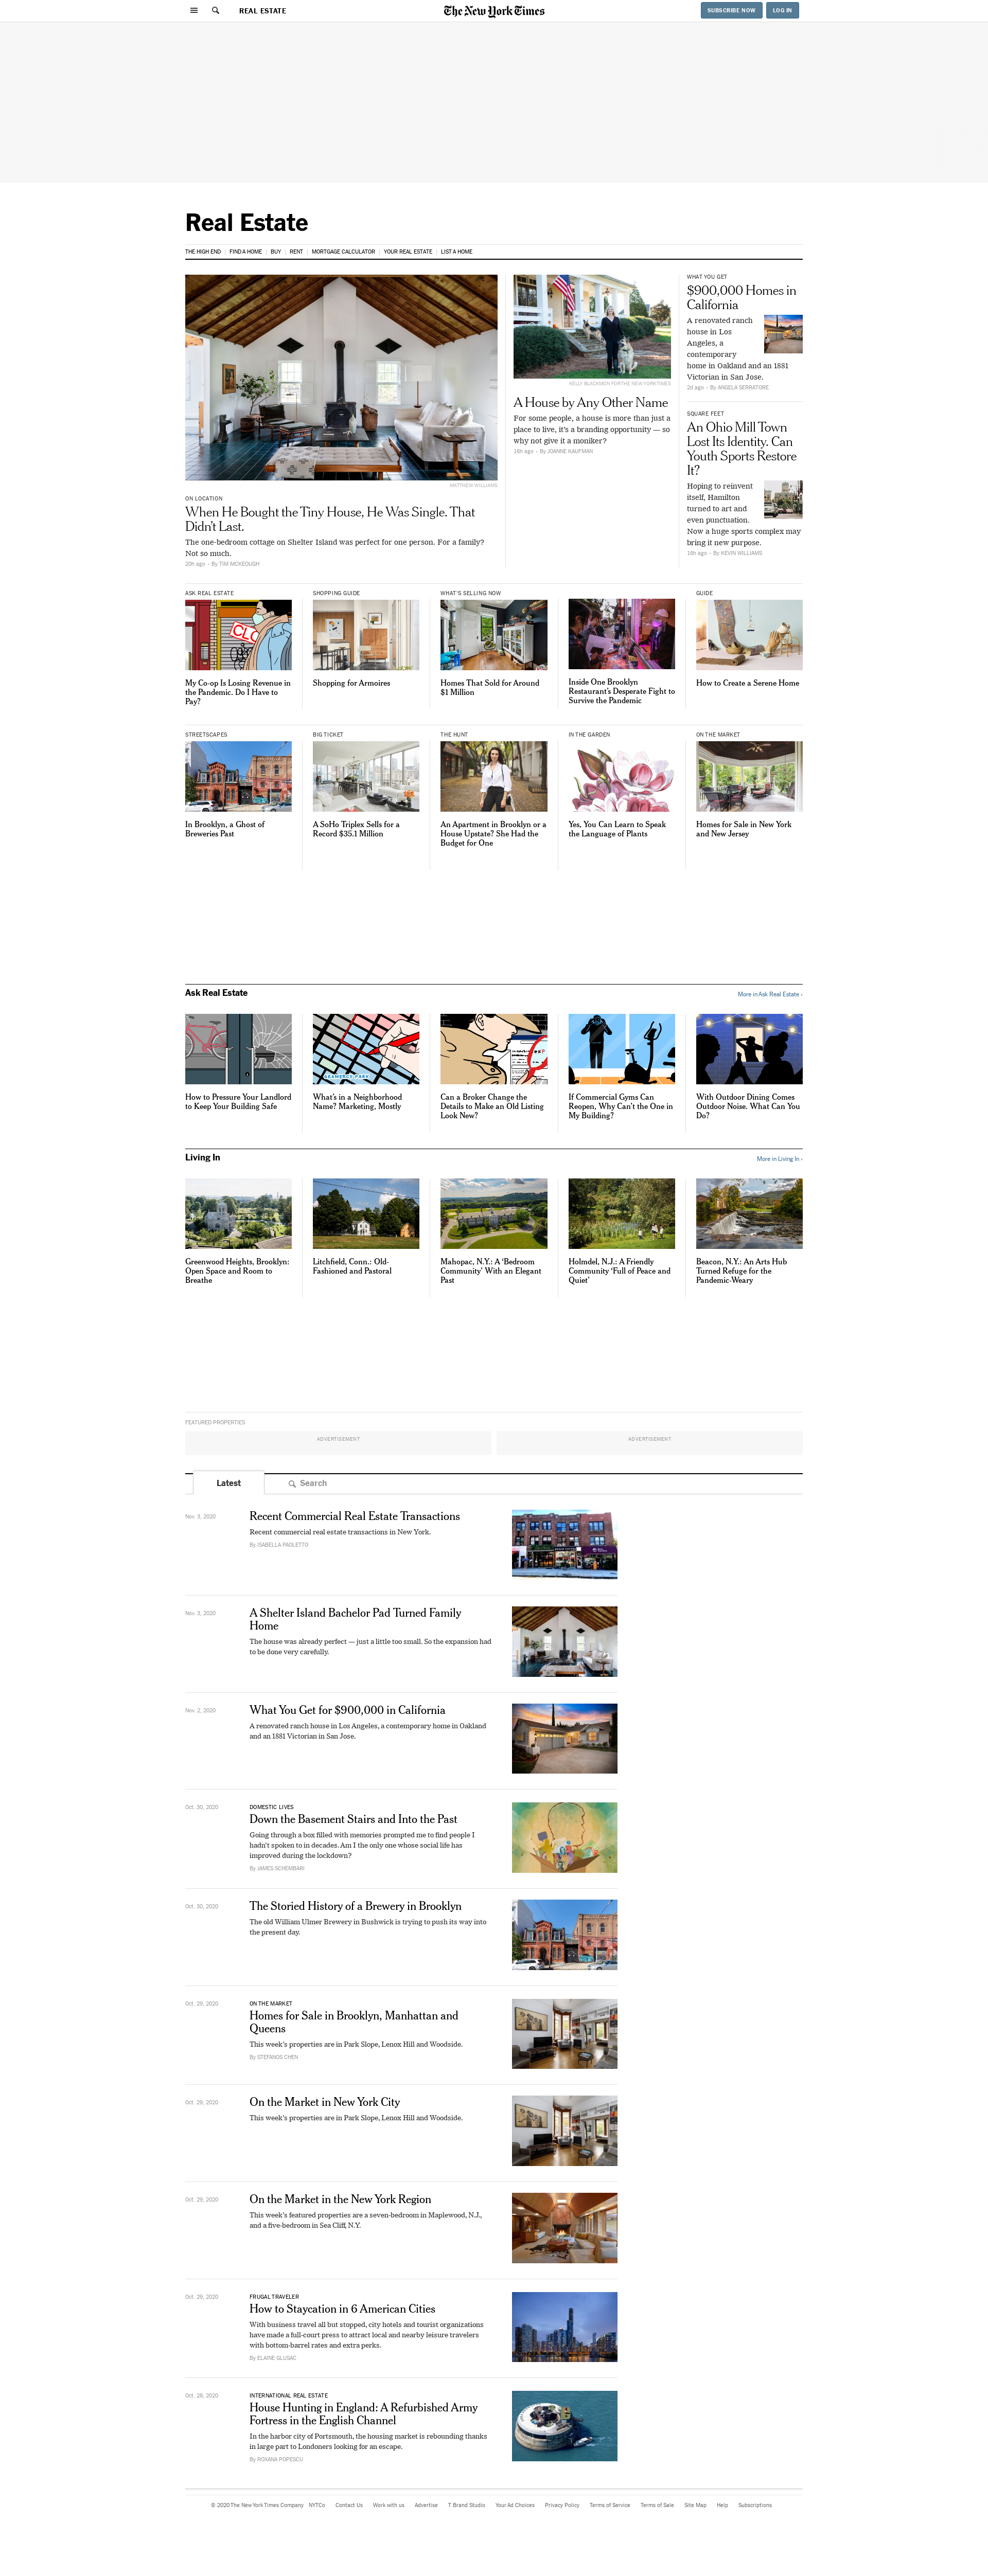 REAL ESTATE
The New York Times
SUBSCRIBE NOW
LOG IN
Real Estate
THE HIGH END
FIND A HOME
BUY
RENT
MORTGAGE CALCULATOR
YOUR REAL ESTATE
LIST A HOME
MATTHEW WILLIAMS
ON LOCATION
When He Bought the Tiny House, He Was Single. That
Didn't Last.
The one-bedroom cottage on Shelter Island was perfect for one person. For a family?
Not so much.
20h ago • By TIM MCKEOUGH
KELLY BLACKMON FOR THE NEW YORK TIMES
A House by Any Other Name
For some people, a house is more than just a
place to live, it's a branding opportunity — so
why not give it a moniker?
16h ago • By JOANNE KAUFMAN
WHAT YOU GET
$900,000 Homes in
California
A renovated ranch
house in Los
Angeles, a
contemporary
home in Oakland and an 1881
Victorian in San Jose.
2d ago • By ANGELA SERRATORE
SQUARE FEET
An Ohio Mill Town
Lost Its Identity. Can
Youth Sports Restore
It?
Hoping to reinvent
itself, Hamilton
turned to art and
even punctuation.
Now a huge sports complex may
bring it new purpose.
16h ago • By KEVIN WILLIAMS
ASK REAL ESTATE
CLO
My Co-op Is Losing Revenue in
the Pandemic. Do I Have to
Pay?
SHOPPING GUIDE
Shopping for Armoires
WHAT'S SELLING NOW
Homes That Sold for Around
$1 Million
Inside One Brooklyn
Restaurant's Desperate Fight to
Survive the Pandemic
GUIDE
How to Create a Serene Home
STREETSCAPES
In Brooklyn, a Ghost of
Breweries Past
BIG TICKET
A SoHo Triplex Sells for a
Record $35.1 Million
THE HUNT
An Apartment in Brooklyn or a
House Upstate? She Had the
Budget for One
IN THE GARDEN
Yes, You Can Learn to Speak
the Language of Plants
ON THE MARKET
Homes for Sale in New York
and New Jersey
Ask Real Estate
More in Ask Real Estate ›
How to Pressure Your Landlord
to Keep Your Building Safe
GRAMERCY PARK
What's in a Neighborhood
Name? Marketing, Mostly
Can a Broker Change the
Details to Make an Old Listing
Look New?
If Commercial Gyms Can
Reopen, Why Can't the One in
My Building?
With Outdoor Dining Comes
Outdoor Noise. What Can You
Do?
Living In
More in Living In ›
Greenwood Heights, Brooklyn:
Open Space and Room to
Breathe
Litchfield, Conn.: Old-
Fashioned and Pastoral
Mahopac, N.Y.: A 'Bedroom
Community' With an Elegant
Past
Holmdel, N.J.: A Friendly
Community 'Full of Peace and
Quiet'
Beacon, N.Y.: An Arts Hub
Turned Refuge for the
Pandemic-Weary
FEATURED PROPERTIES
ADVERTISEMENT
ADVERTISEMENT
Latest
Search
Nov. 3, 2020
Recent Commercial Real Estate Transactions
Recent commercial real estate transactions in New York.
By ISABELLA PAOLETTO
Nov. 3, 2020
A Shelter Island Bachelor Pad Turned Family
Home
The house was already perfect — just a little too small. So the expansion had
to be done very carefully.
Nov. 2, 2020
What You Get for $900,000 in California
A renovated ranch house in Los Angeles, a contemporary home in Oakland
and an 1881 Victorian in San Jose.
Oct. 30, 2020
DOMESTIC LIVES
Down the Basement Stairs and Into the Past
Going through a box filled with memories prompted me to find people I
hadn't spoken to in decades. Am I the only one whose social life has
improved during the lockdown?
By JAMES SCHEMBARI
Oct. 30, 2020
The Storied History of a Brewery in Brooklyn
The old William Ulmer Brewery in Bushwick is trying to push its way into
the present day.
Oct. 29, 2020
ON THE MARKET
Homes for Sale in Brooklyn, Manhattan and
Queens
This week's properties are in Park Slope, Lenox Hill and Woodside.
By STEFANOS CHEN
Oct. 29, 2020
On the Market in New York City
This week's properties are in Park Slope, Lenox Hill and Woodside.
Oct. 29, 2020
On the Market in the New York Region
This week's featured properties are a seven-bedroom in Maplewood, N.J.,
and a five-bedroom in Sea Cliff, N.Y.
Oct. 29, 2020
FRUGAL TRAVELER
How to Staycation in 6 American Cities
With business travel all but stopped, city hotels and tourist organizations
have made a full-court press to attract local and nearby leisure travelers
with bottom-barrel rates and extra perks.
By ELAINE GLUSAC
Oct. 28, 2020
INTERNATIONAL REAL ESTATE
House Hunting in England: A Refurbished Army
Fortress in the English Channel
In the harbor city of Portsmouth, the housing market is rebounding thanks
in large part to Londoners looking for an escape.
By ROXANA POPESCU
© 2020 The New York Times Company
NYTCo
Contact Us
Work with us
Advertise
T Brand Studio
Your Ad Choices
Privacy Policy
Terms of Service
Terms of Sale
Site Map
Help
Subscriptions